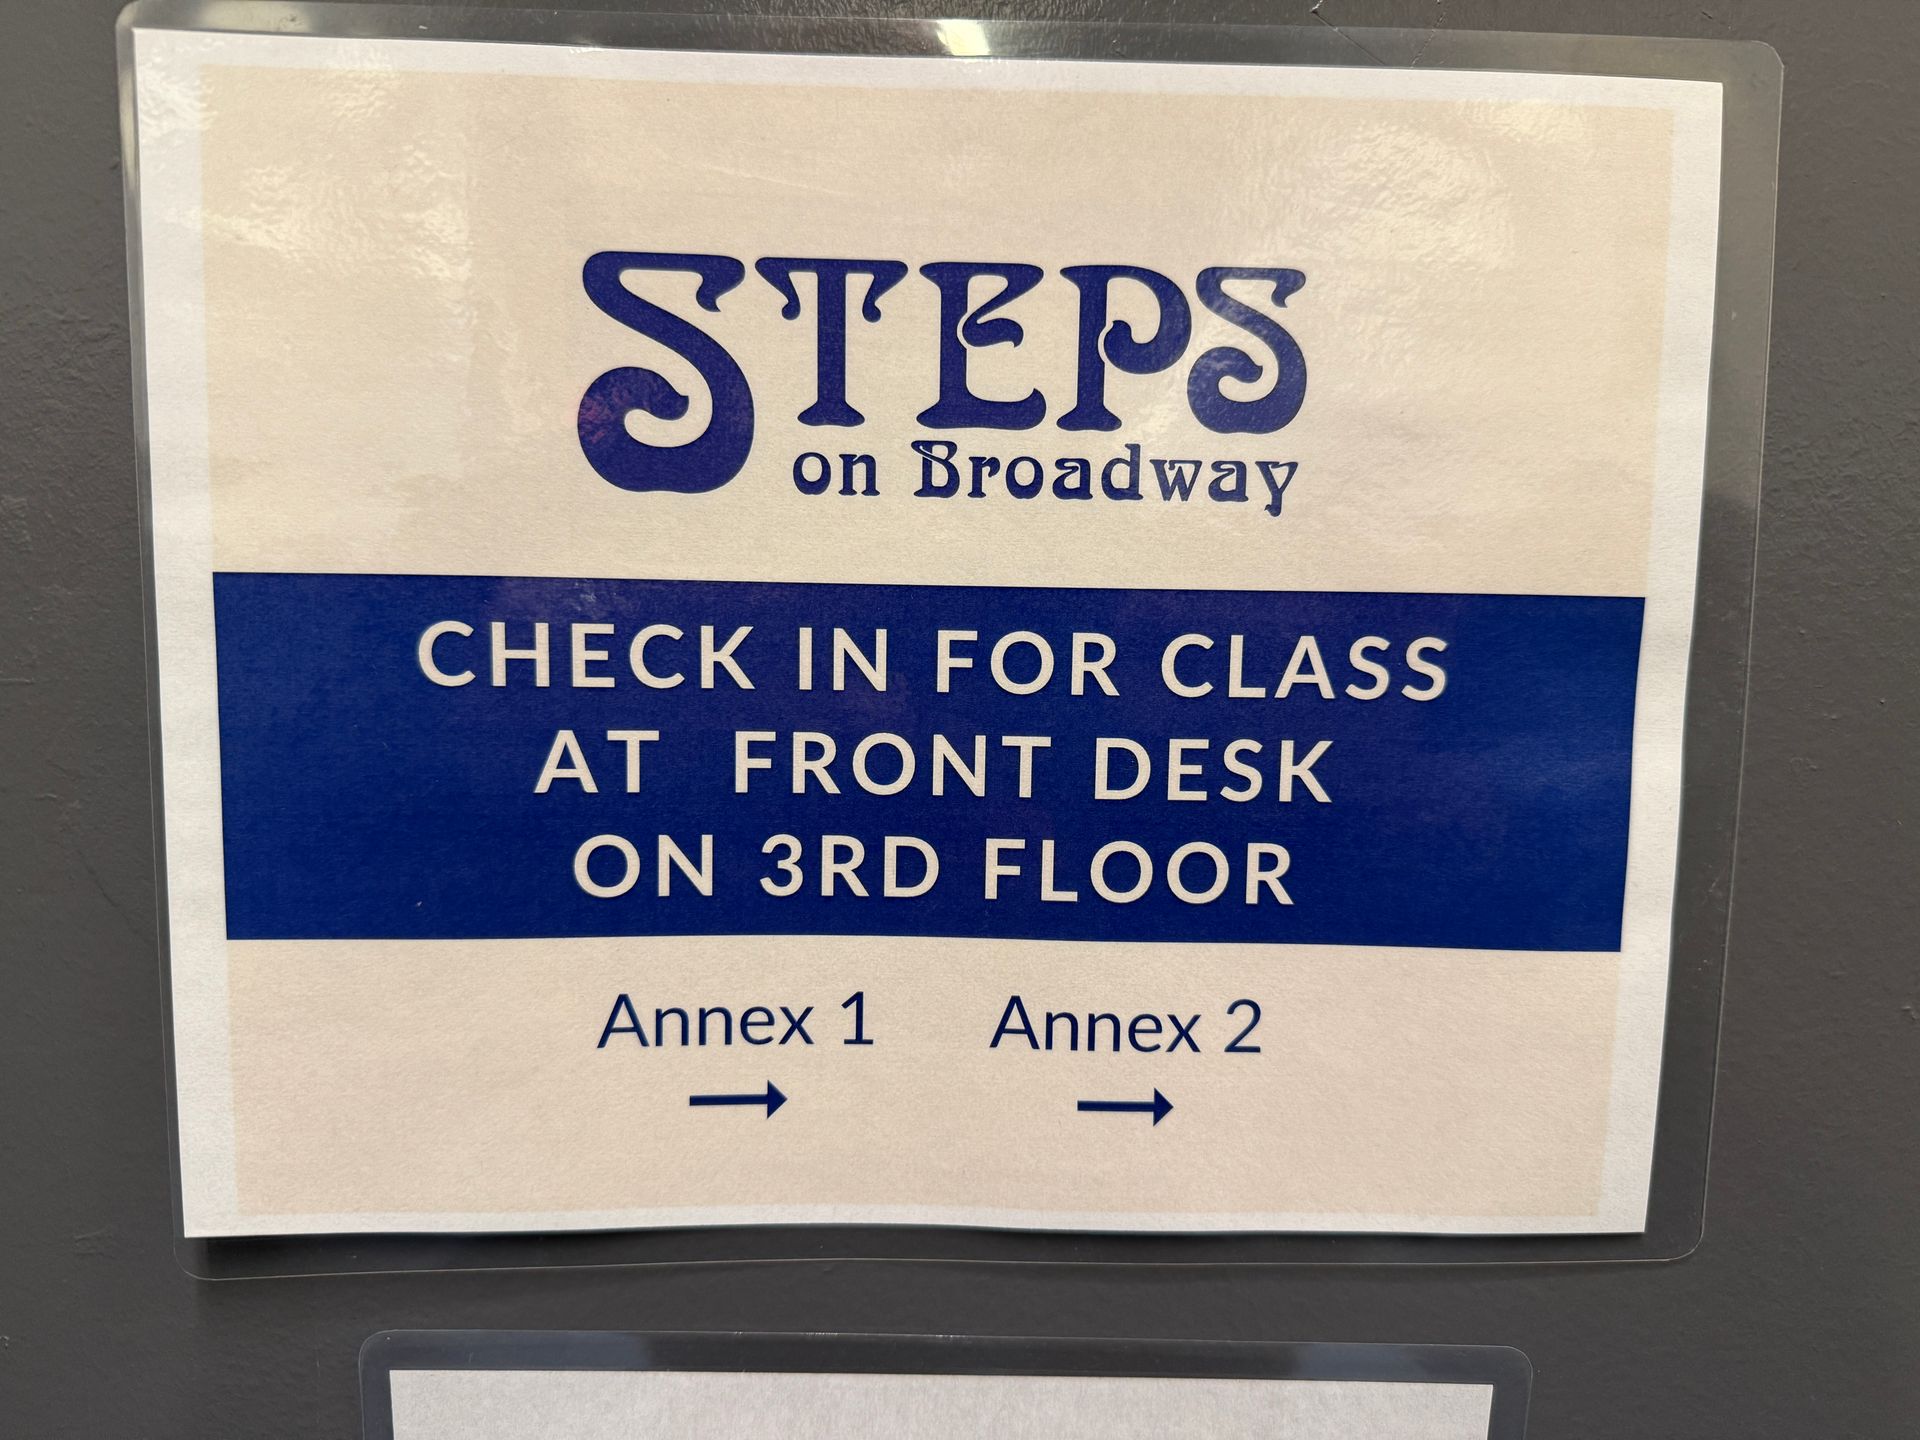 STEPS
on Broadway
CHECK IN FOR CLASS
AT FRONT DESK
ON 3RD FLOOR
Annex 1 Annex 2
→ →